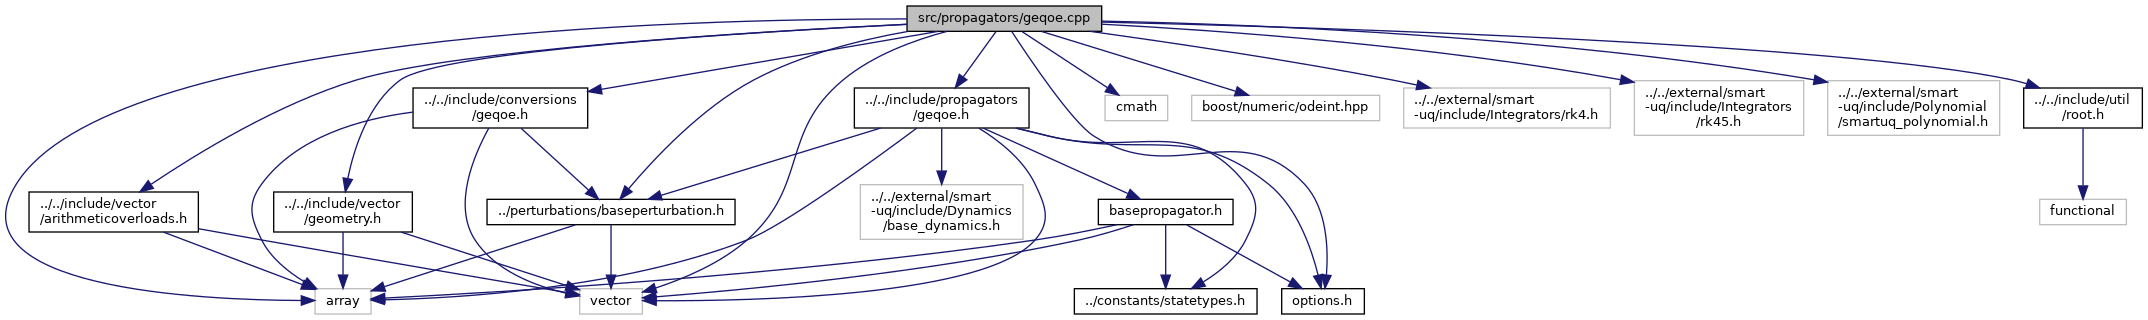 src/propagators/geqoe.cpp
../../include/conversions
/geqoe.h
../../include/propagators
/geqoe.h
cmath
boost/numeric/odeint.hpp
../../external/smart
-uq/include/Integrators/rk4.h
../../external/smart
-uq/include/Integrators
/rk45.h
../../external/smart
-uq/include/Polynomial
/smartuq_polynomial.h
../../include/util
/root.h
../../include/vector
/arithmeticoverloads.h
../../include/vector
/geometry.h
../perturbations/baseperturbation.h
../../external/smart
-uq/include/Dynamics
/base_dynamics.h
basepropagator.h
functional
array
vector
../constants/statetypes.h
options.h